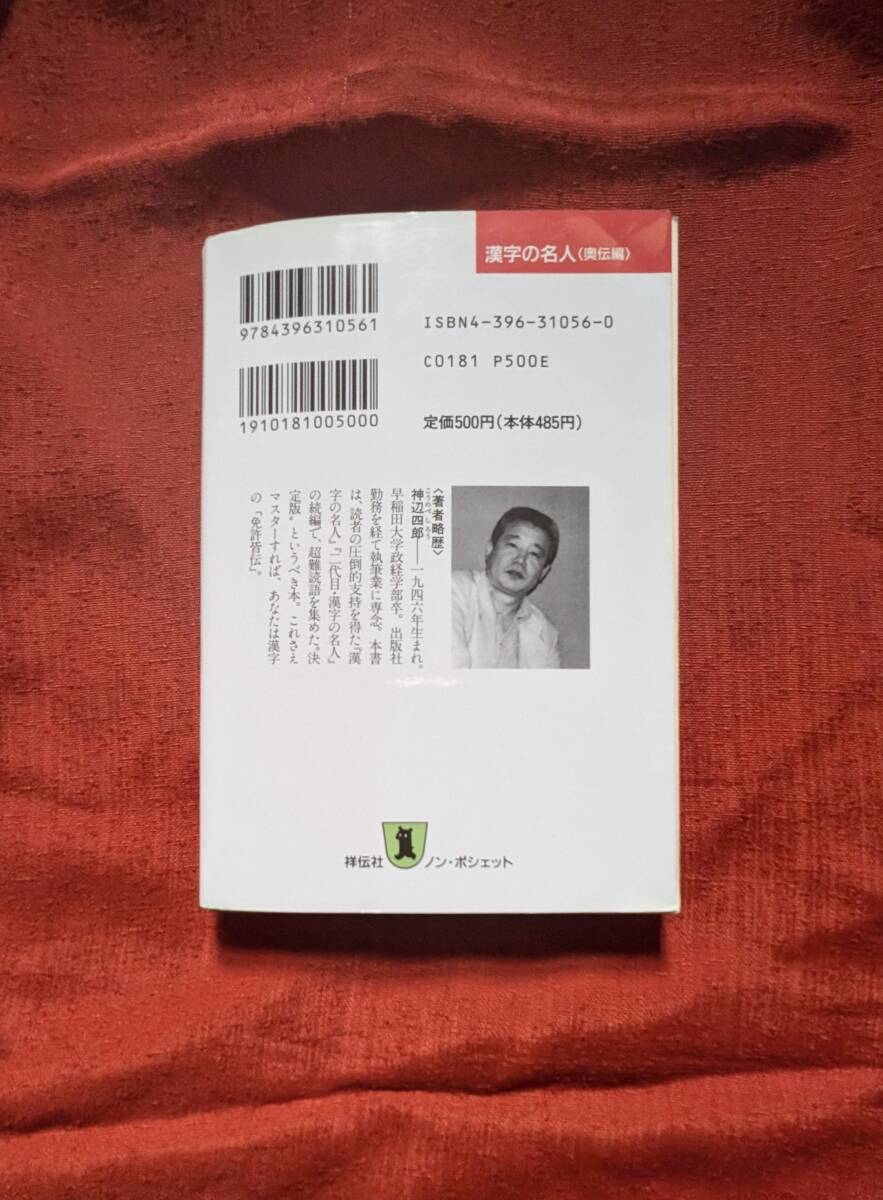 漢字の名人〈奥伝編〉
9784396310561
ISBN4-396-31056-0
C0181 P500E
1910181005000
定価500円(本体485円)
〈著者略歴〉
こうのべ しろう
神辺四郎――一九四六年生まれ。
早稲田大学政経学部卒。出版社
勤務を経て執筆業に専念。本書
は、読者の圧倒的支持を得た『漢
字の名人』『二代目・漢字の名人』
の続編で、超難読語を集めた〝決
定版〟というべき本。これさえ
マスターすれば、あなたは漢字
の「免許皆伝」。
祥伝社 ノン・ポシェット